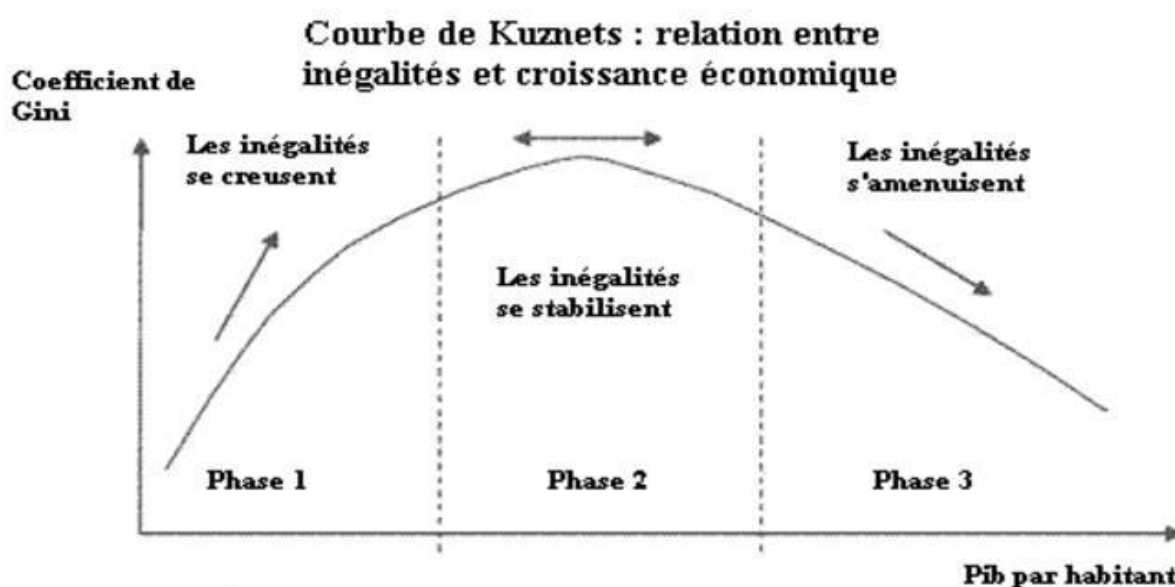 Courbe de Kuznets : relation entre
inégalités et croissance économique
Coefficient de
Gini
Les inégalités
se creusent
Les inégalités
se stabilisent
Les inégalités
s'amenuisent
Phase 1
Phase 2
Phase 3
Pib par habitant